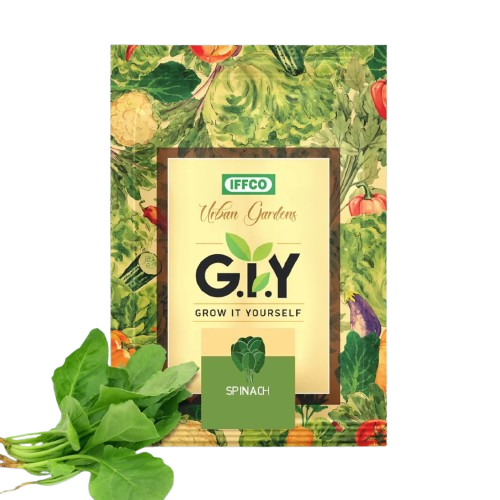 IFFCO
Urban Gardens
G.I.Y
GROW IT YOURSELF
SPINACH